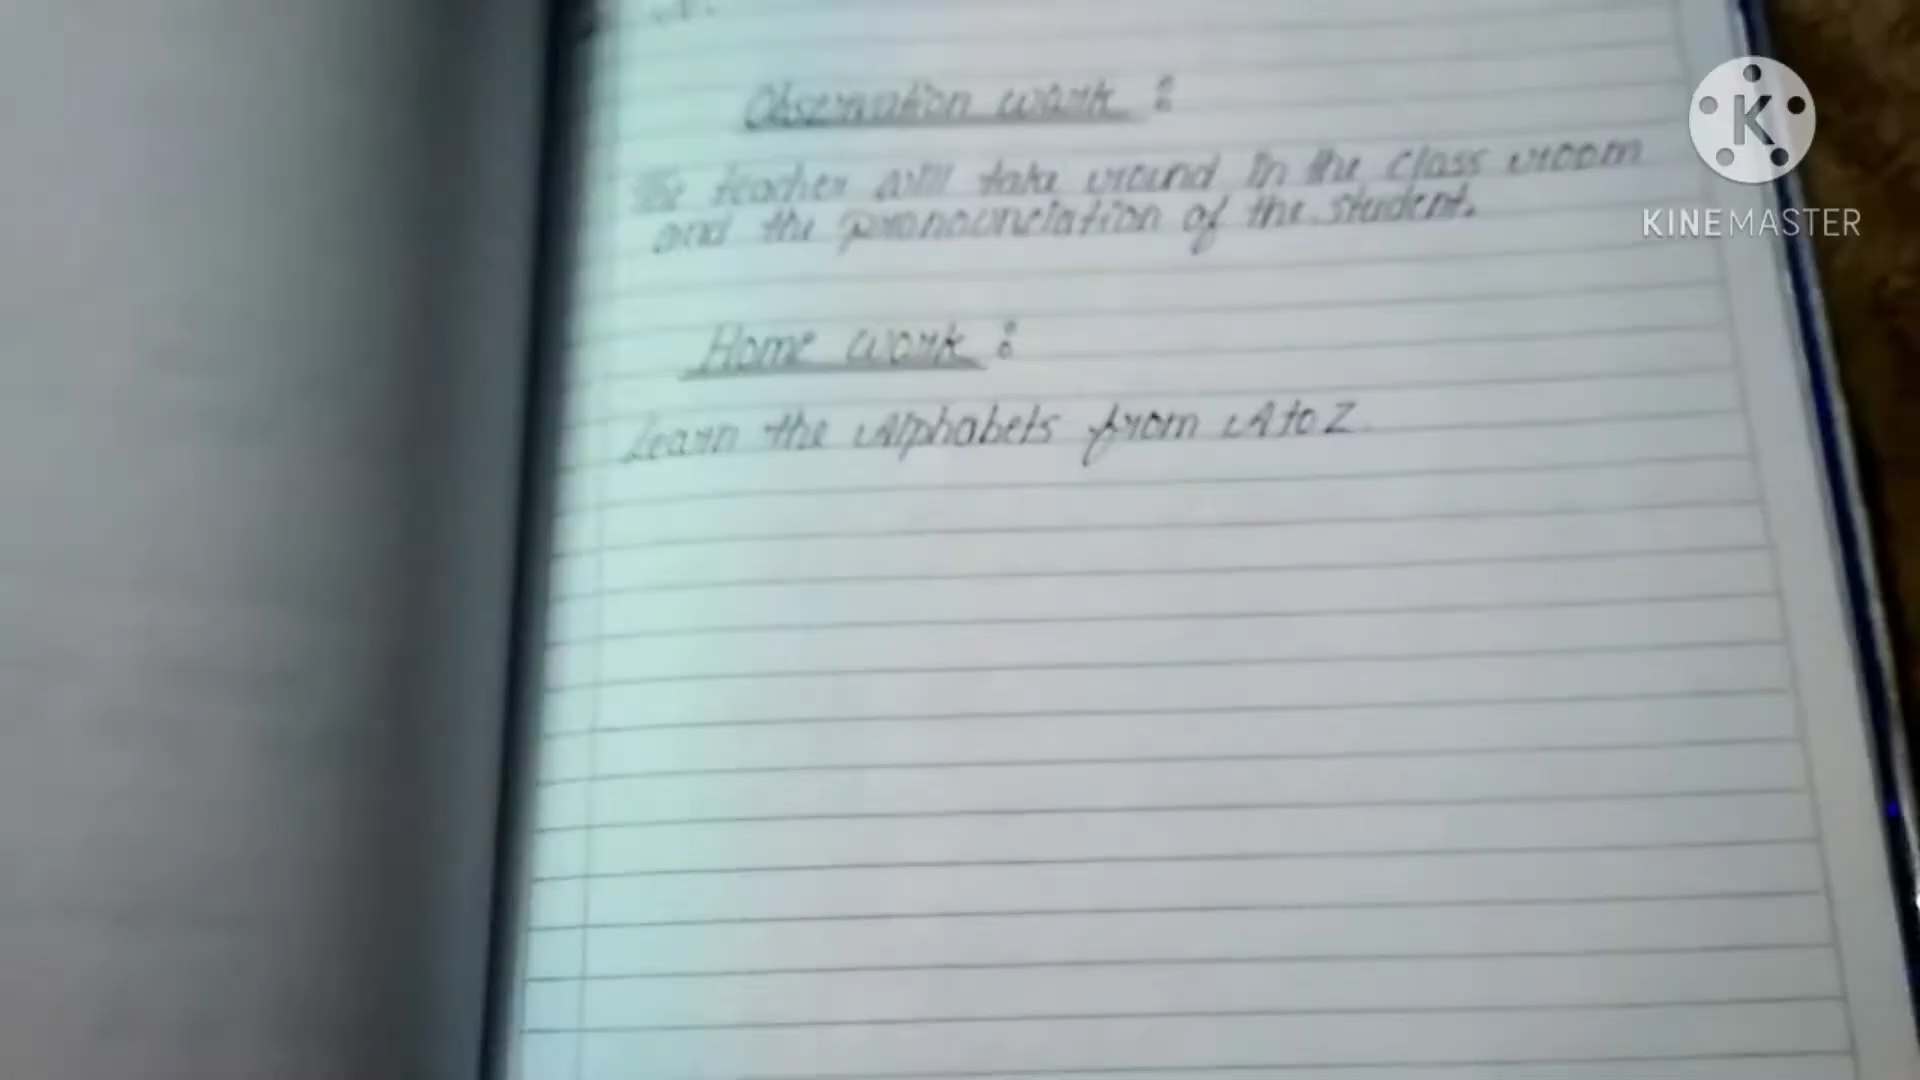 Observation work :
The teacher will take round in the class room
and the pronounciation of the student.
Home work :
Learn the Alphabets from A to Z.
K
KINEMASTER